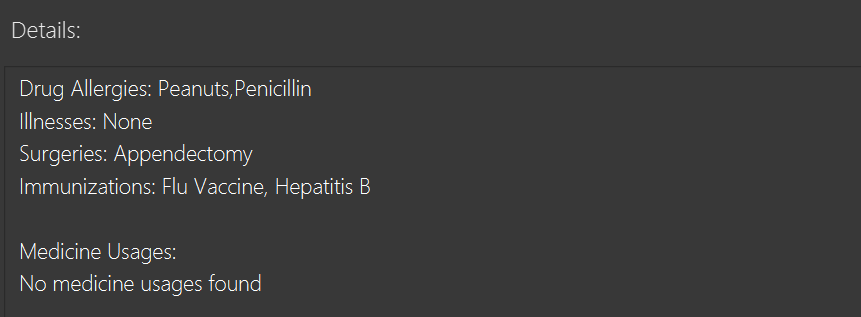 Details:
Drug Allergies: Peanuts,Penicillin
Illnesses: None
Surgeries: Appendectomy
Immunizations: Flu Vaccine, Hepatitis B
Medicine Usages:
No medicine usages found